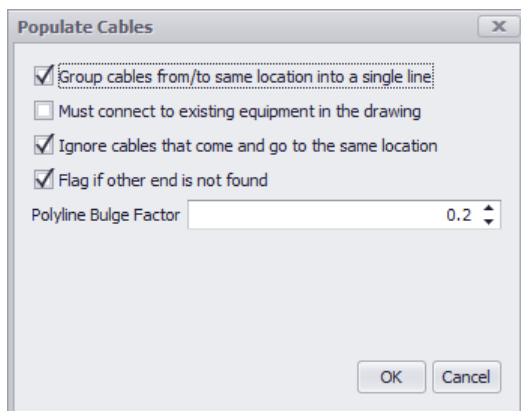 Populate Cables
Group cables from/to same location into a single line
Must connect to existing equipment in the drawing
Ignore cables that come and go to the same location
Flag if other end is not found
Polyline Bulge Factor 0.2
OK Cancel